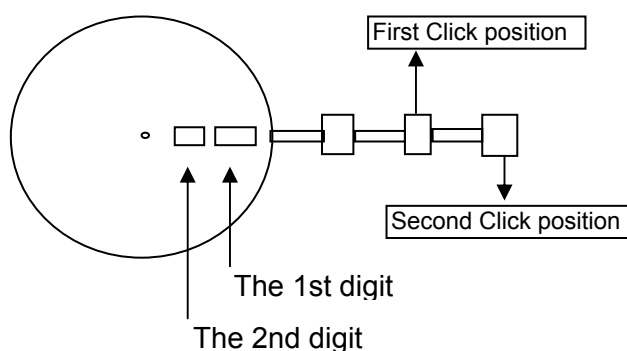 First Click position
Second Click position
The 1st digit
The 2nd digit